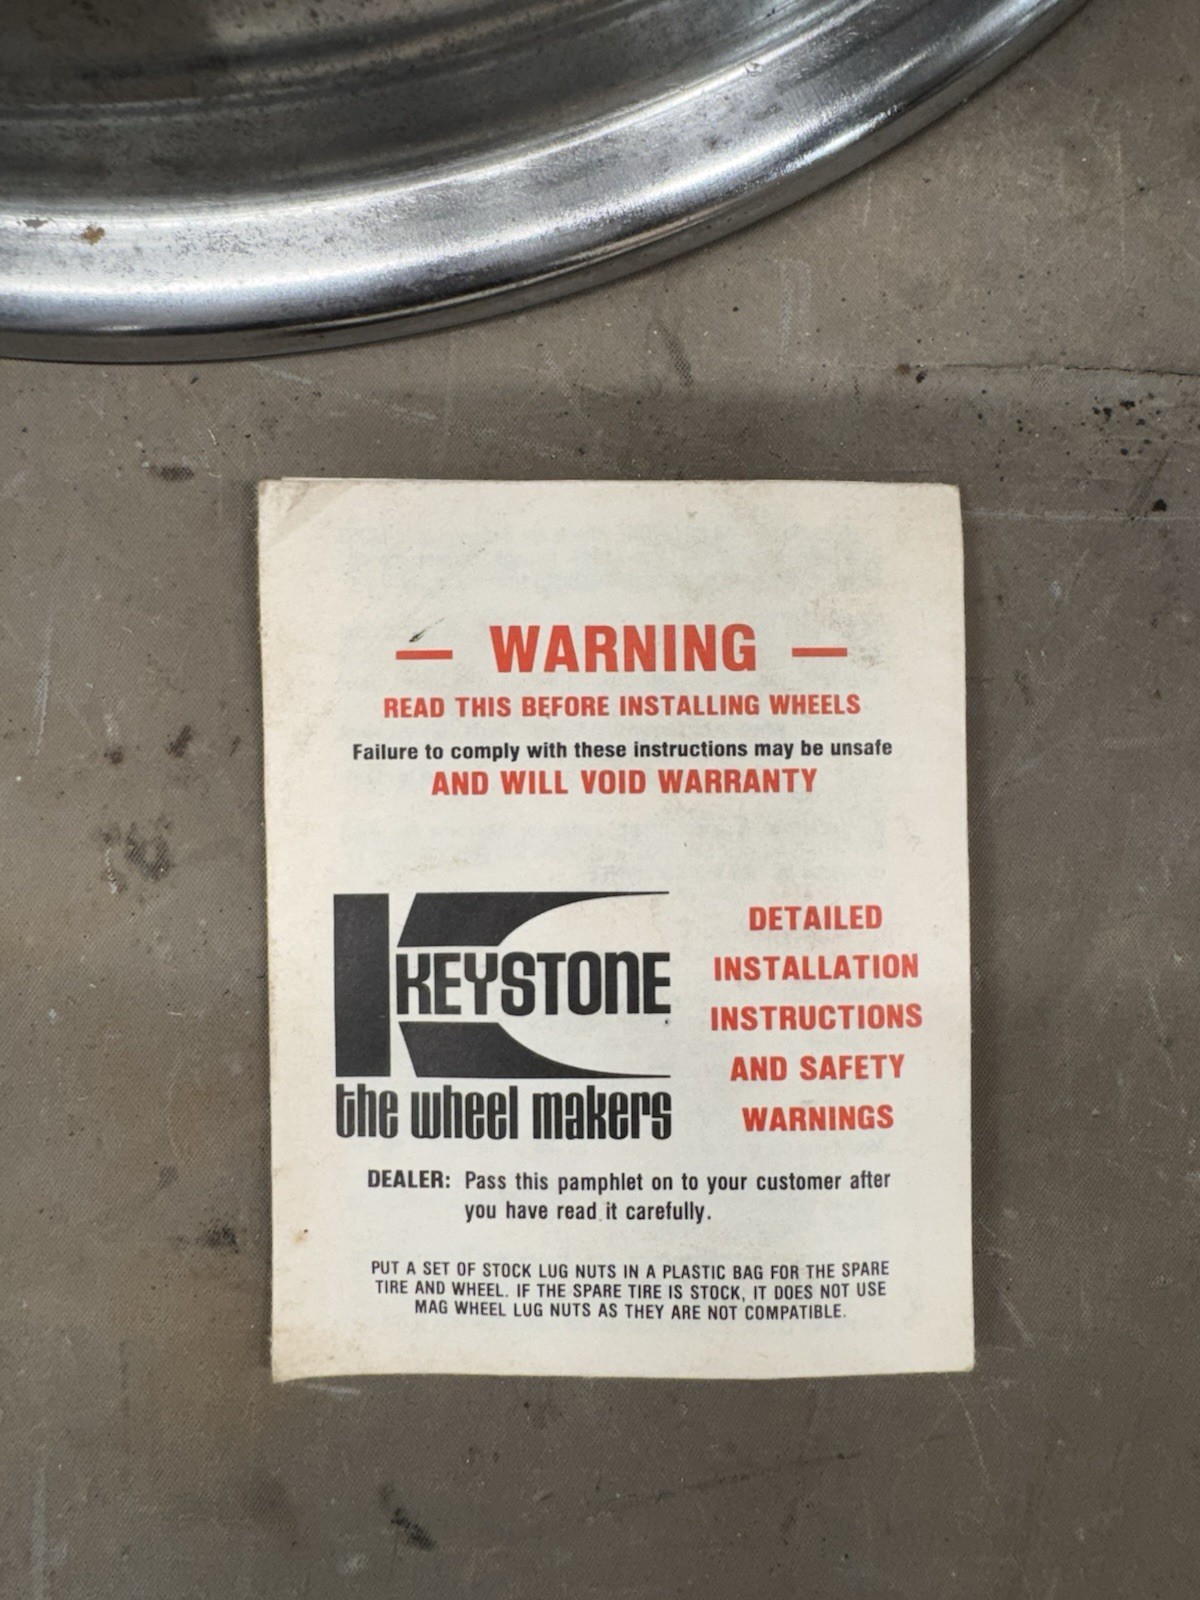 — WARNING —
READ THIS BEFORE INSTALLING WHEELS
Failure to comply with these instructions may be unsafe
AND WILL VOID WARRANTY
KEYSTONE
the wheel makers
DETAILED
INSTALLATION
INSTRUCTIONS
AND SAFETY
WARNINGS
DEALER: Pass this pamphlet on to your customer after
you have read it carefully.
PUT A SET OF STOCK LUG NUTS IN A PLASTIC BAG FOR THE SPARE
TIRE AND WHEEL. IF THE SPARE TIRE IS STOCK, IT DOES NOT USE
MAG WHEEL LUG NUTS AS THEY ARE NOT COMPATIBLE.